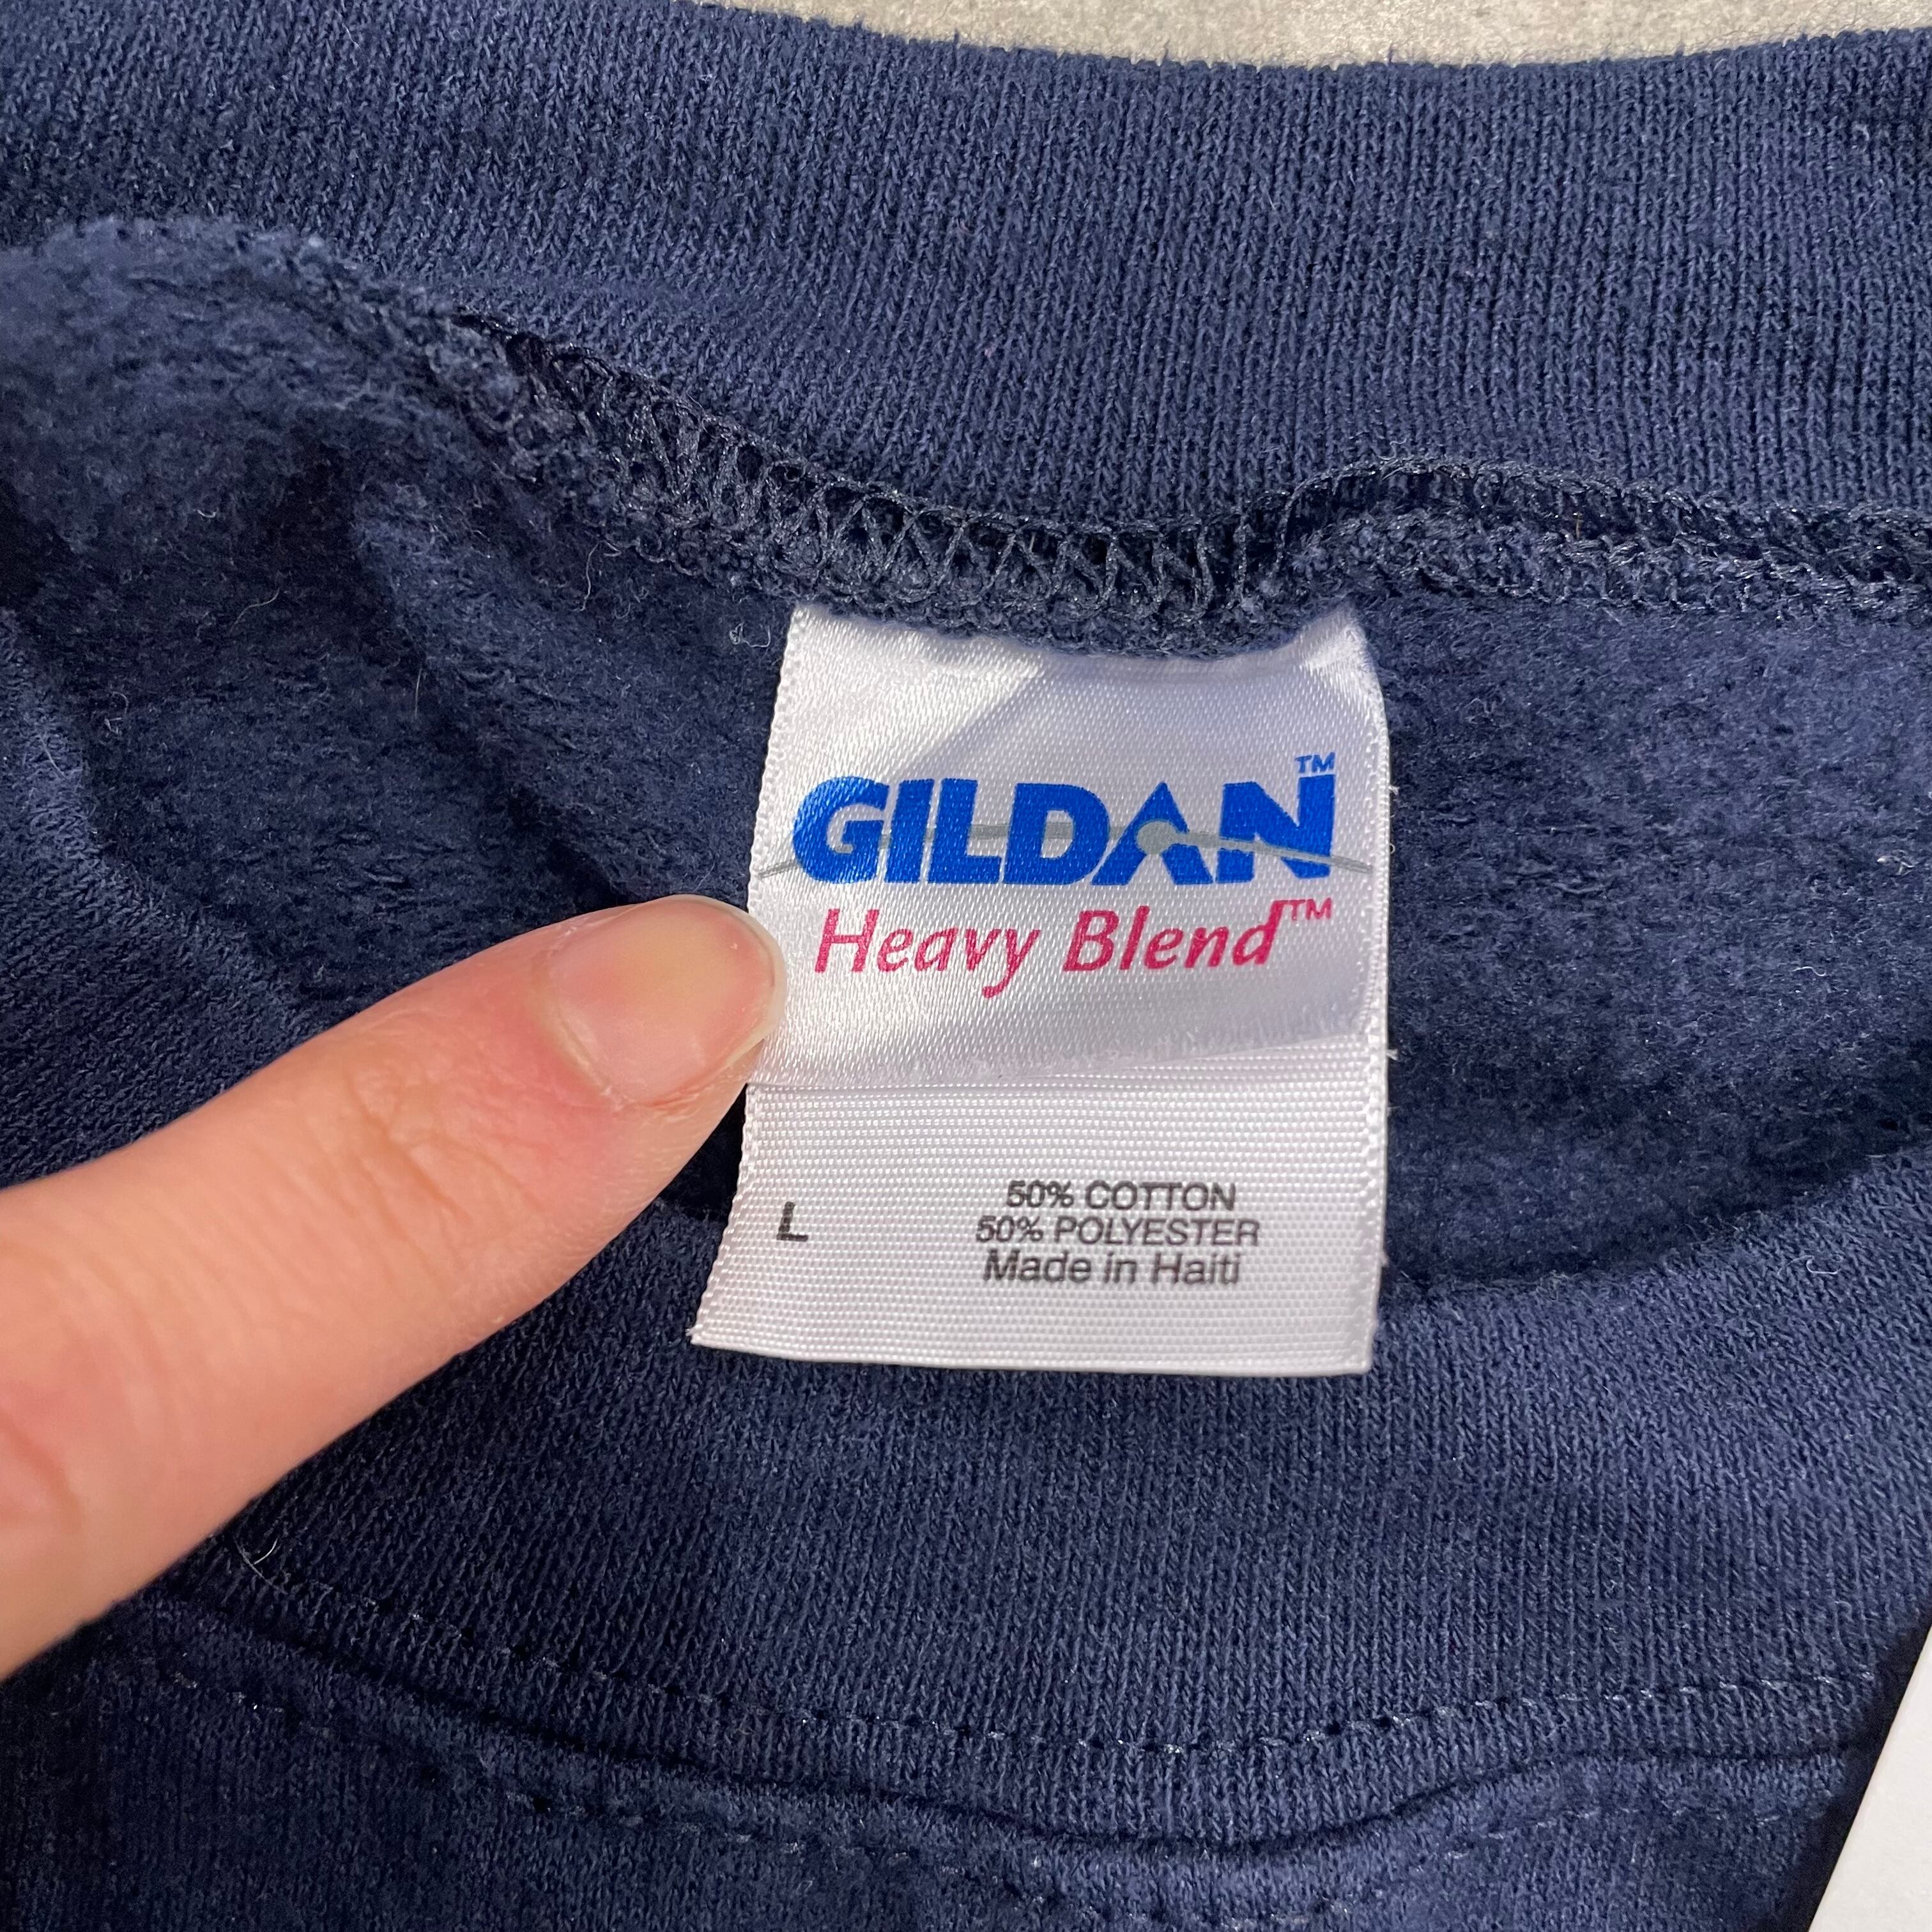 GILDAN™
Heavy Blend™
L
50% COTTON
50% POLYESTER
Made in Haiti